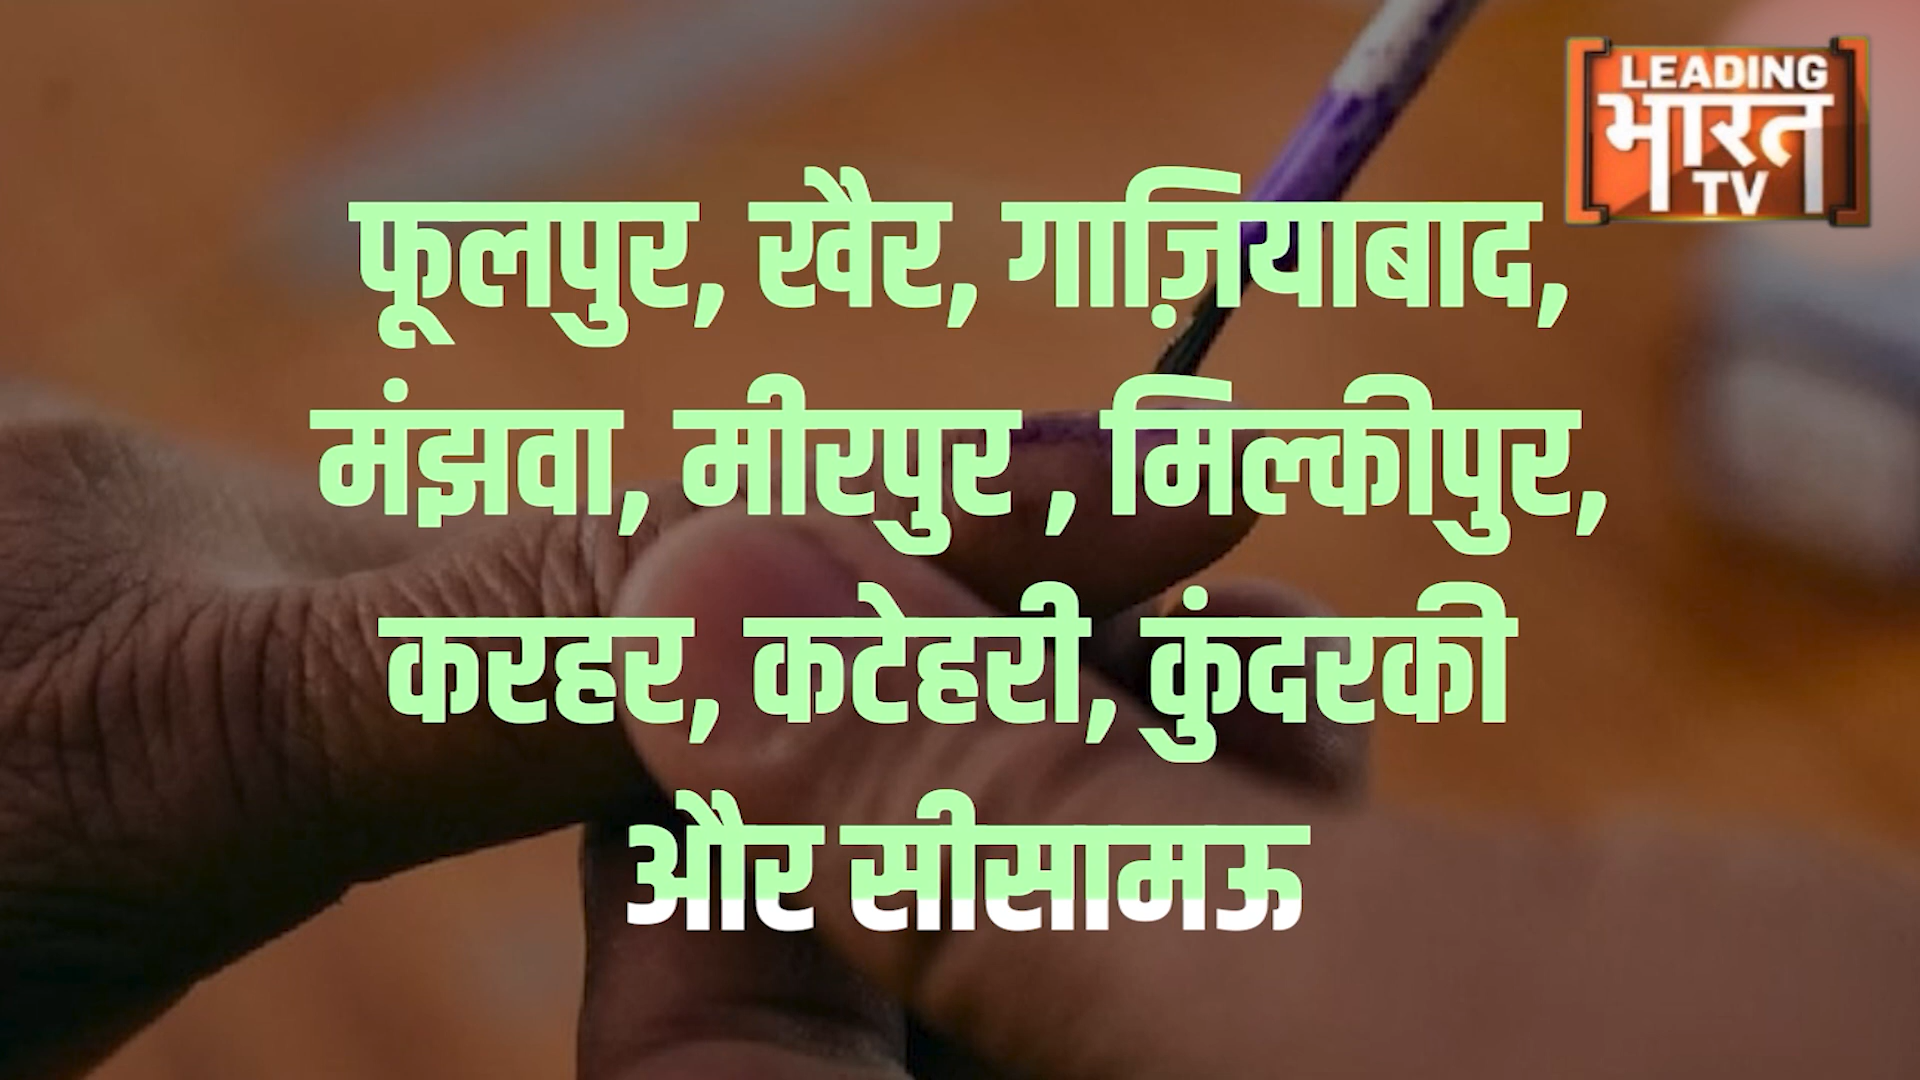 LEADING
भारत
TV
फूलपुर, खैर, गाज़ियाबाद,
मंझवा, मीरपुर , मिल्कीपुर,
करहर, कटेहरी, कुंदरकी
और सीसामऊ